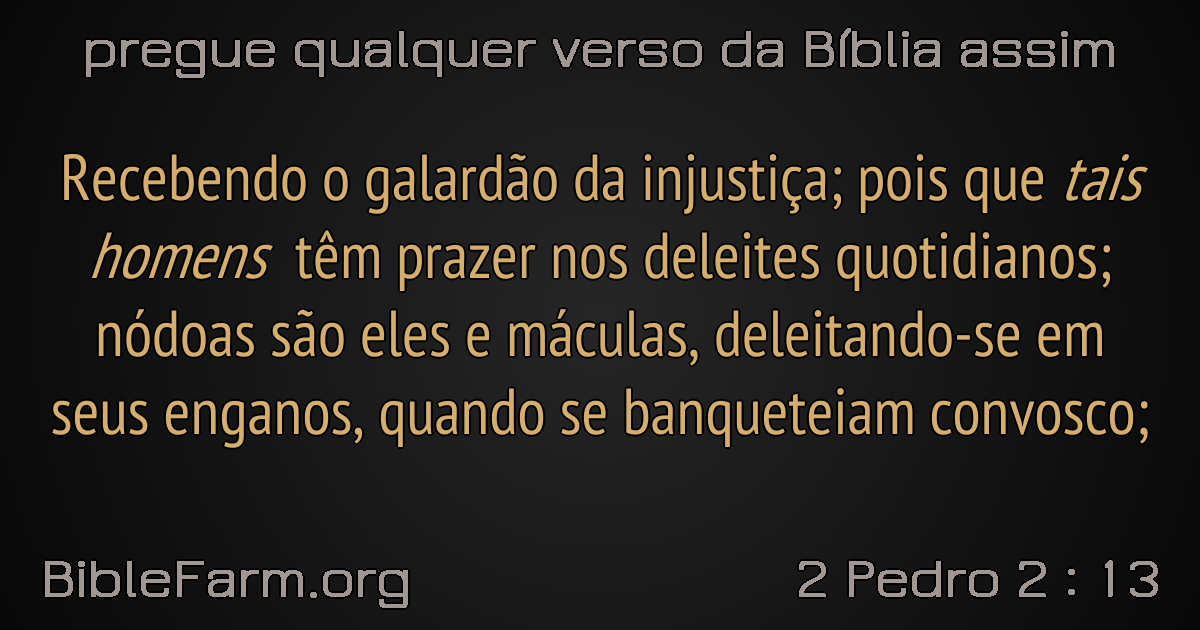 pregue qualquer verso da Bíblia assim
Recebendo o galardão da injustiça; pois que tais
homens têm prazer nos deleites quotidianos;
nódoas são eles e máculas, deleitando-se em
seus enganos, quando se banqueteiam convosco;
BibleFarm.org
2 Pedro 2 : 13